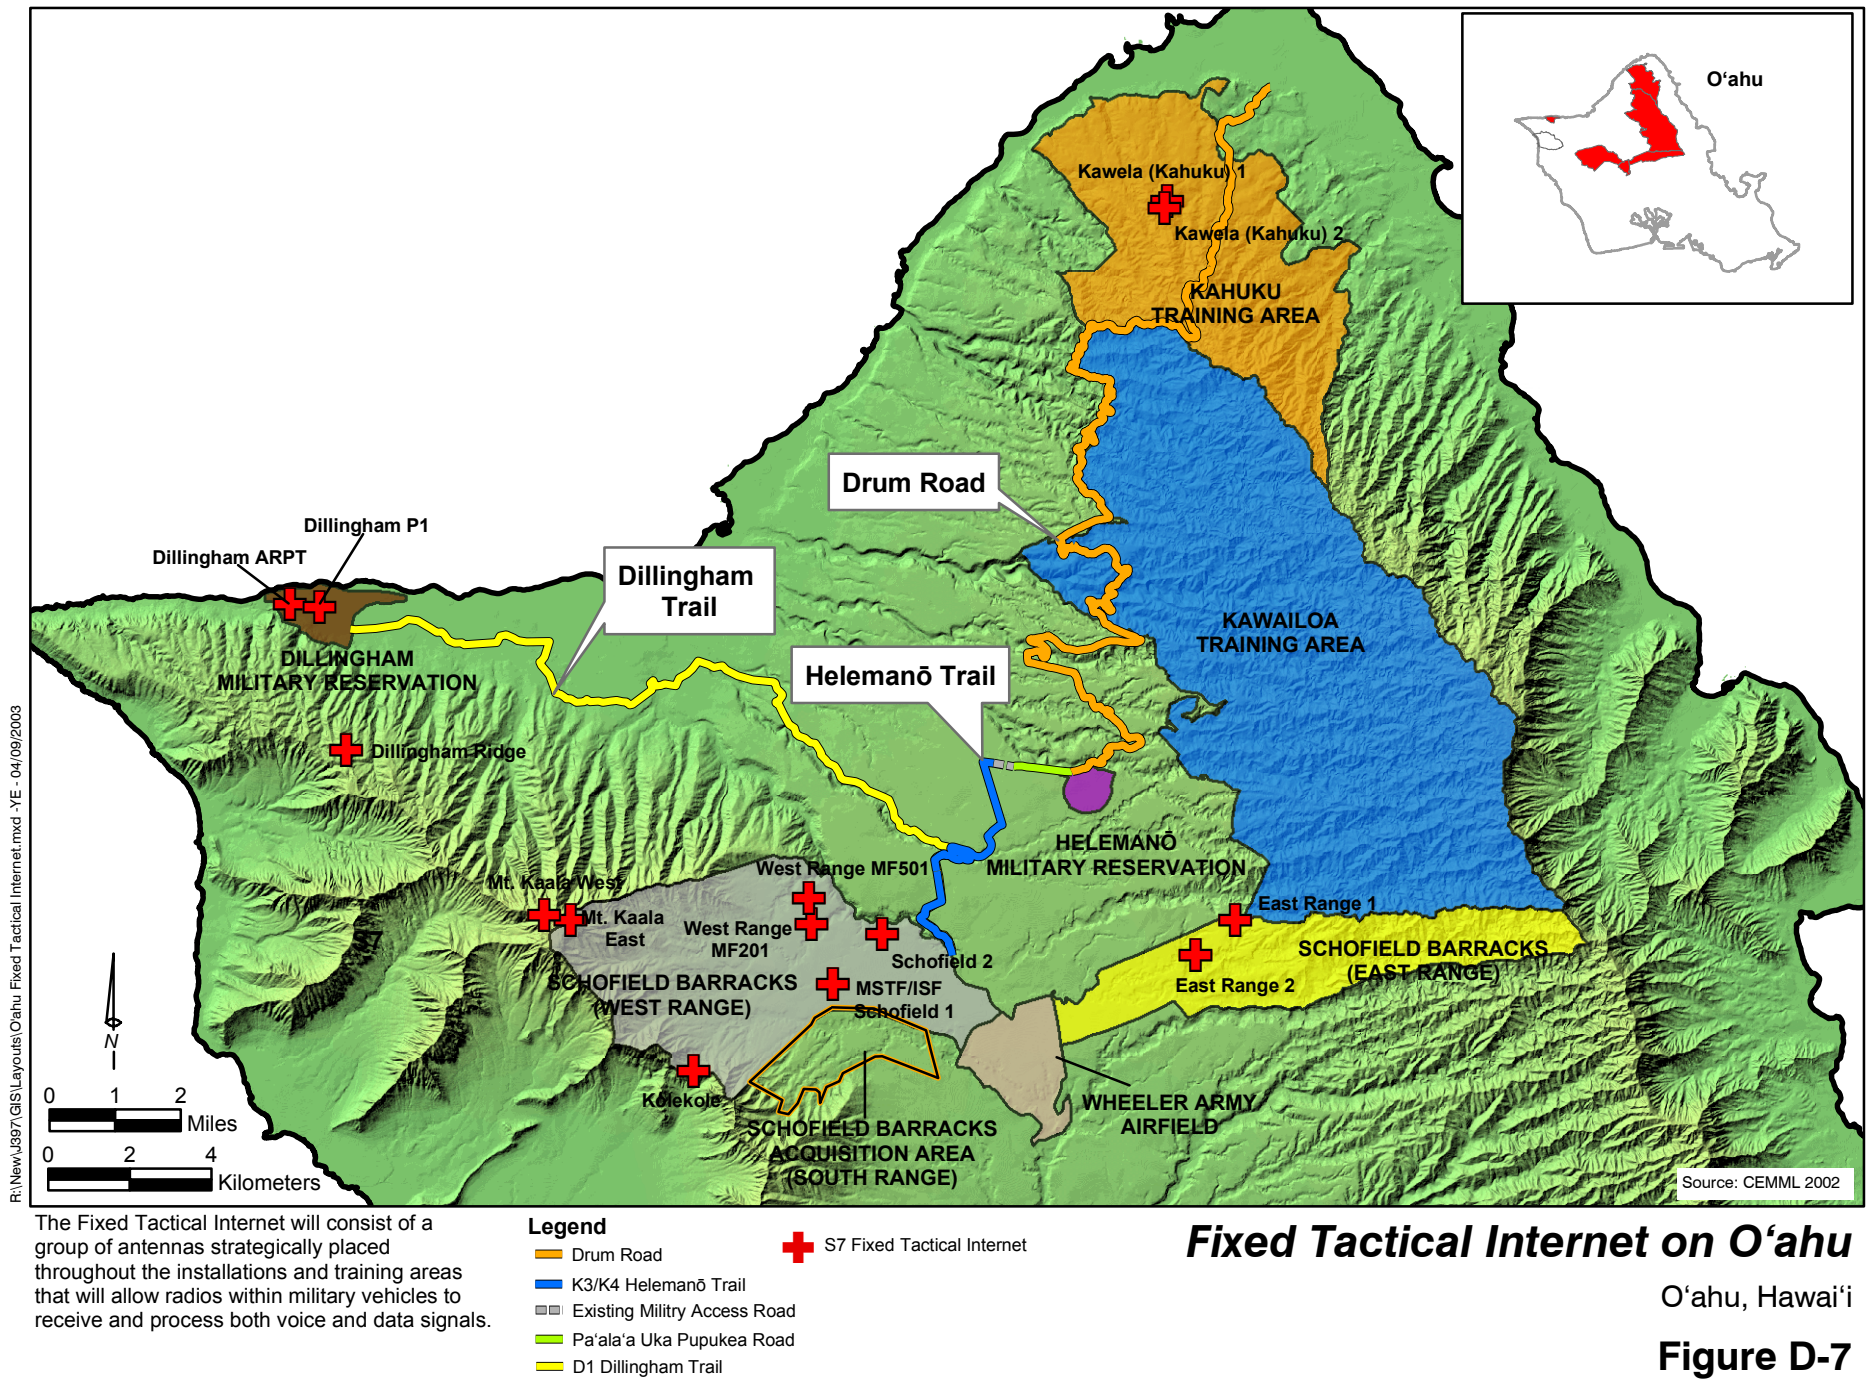 O‘ahu
Kawela (Kahuku) 1
Kawela (Kahuku) 2
KAHUKU
TRAINING AREA
Drum Road
Dillingham P1
Dillingham ARPT
Dillingham
Trail
KAWAILOA
TRAINING AREA
DILLINGHAM
MILITARY RESERVATION
Helemanō Trail
Dillingham Ridge
HELEMANŌ
MILITARY RESERVATION
West Range MF501
Mt. Kaala West
Mt. Kaala
East
West Range
MF201
East Range 1
SCHOFIELD BARRACKS
(EAST RANGE)
Schofield 2
East Range 2
SCHOFIELD BARRACKS
(WEST RANGE)
MSTF/ISF
Schofield 1
Kolekole
WHEELER ARMY
AIRFIELD
SCHOFIELD BARRACKS
ACQUISITION AREA
(SOUTH RANGE)
N
0 1 2
Miles
0 2 4
Kilometers
Source: CEMML 2002
R:\New\J397\GIS\Layouts\O'ahu Fixed Tactical Internet.mxd -YE - 04/09/2003
The Fixed Tactical Internet will consist of a
group of antennas strategically placed
throughout the installations and training areas
that will allow radios within military vehicles to
receive and process both voice and data signals.
Legend
Drum Road
K3/K4 Helemanō Trail
Existing Militry Access Road
Pa‘ala‘a Uka Pupukea Road
D1 Dillingham Trail
S7 Fixed Tactical Internet
Fixed Tactical Internet on O‘ahu
O‘ahu, Hawai‘i
Figure D-7